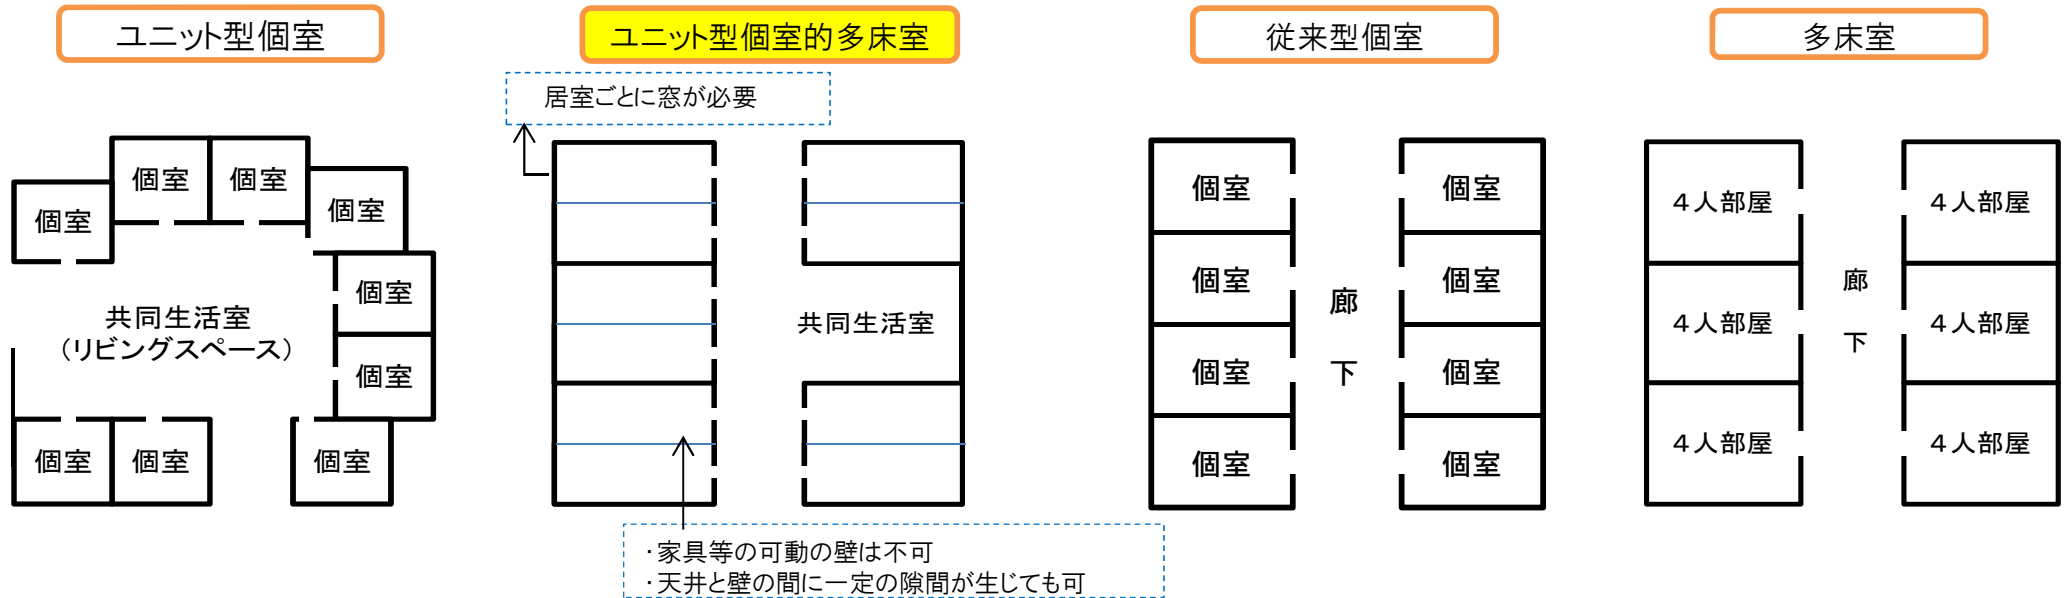 ユニット型個室
ユニット型個室的多床室
従来型個室
多床室
居室ごとに窓が必要
個室
個室
個室
個室
個室
個室
個室
個室
個室
共同生活室
（リビングスペース）
共同生活室
・家具等の可動の壁は不可
・天井と壁の間に一定の隙間が生じても可
個室
個室
個室
個室
廊
下
個室
個室
個室
個室
４人部屋
４人部屋
４人部屋
廊
下
４人部屋
４人部屋
４人部屋